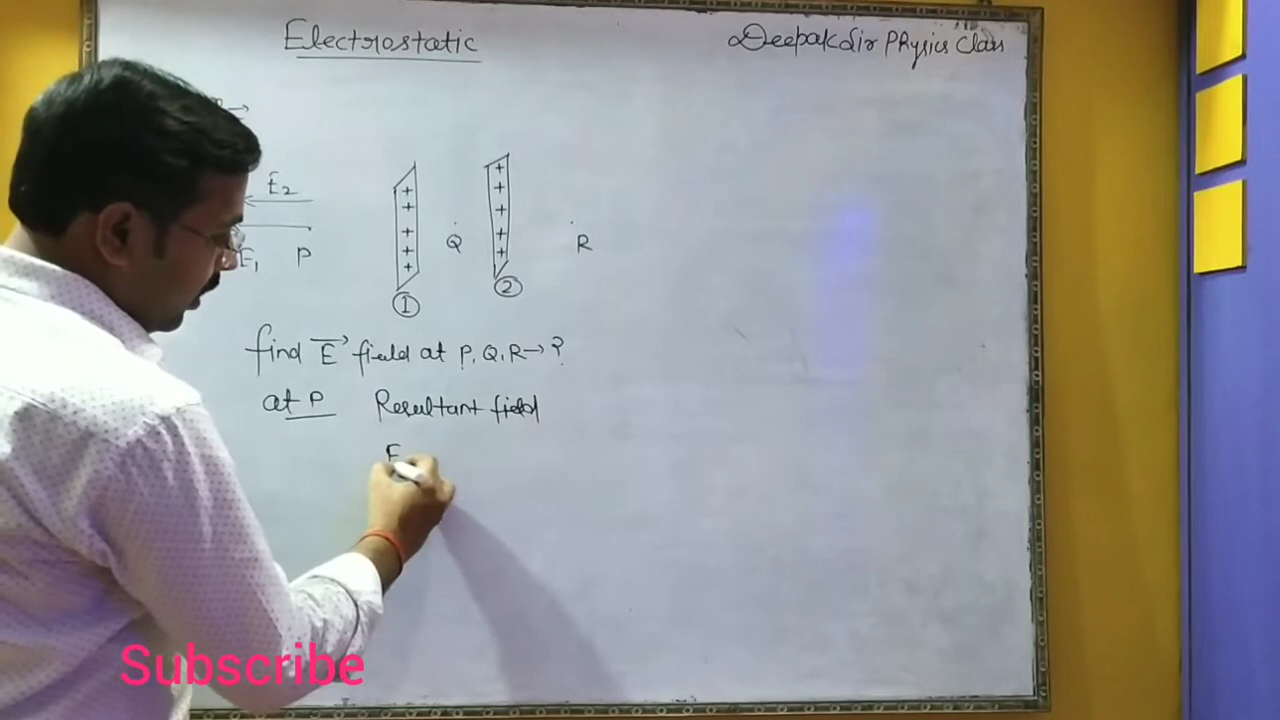 Electrostatic
Deepak Sir Physics Class
E₂
E₁ P
+ + + + +
+ + + + +
Q
R
①
②
find E⃗ field at P, Q, R → ?
at P Resultant field
E
Subscribe